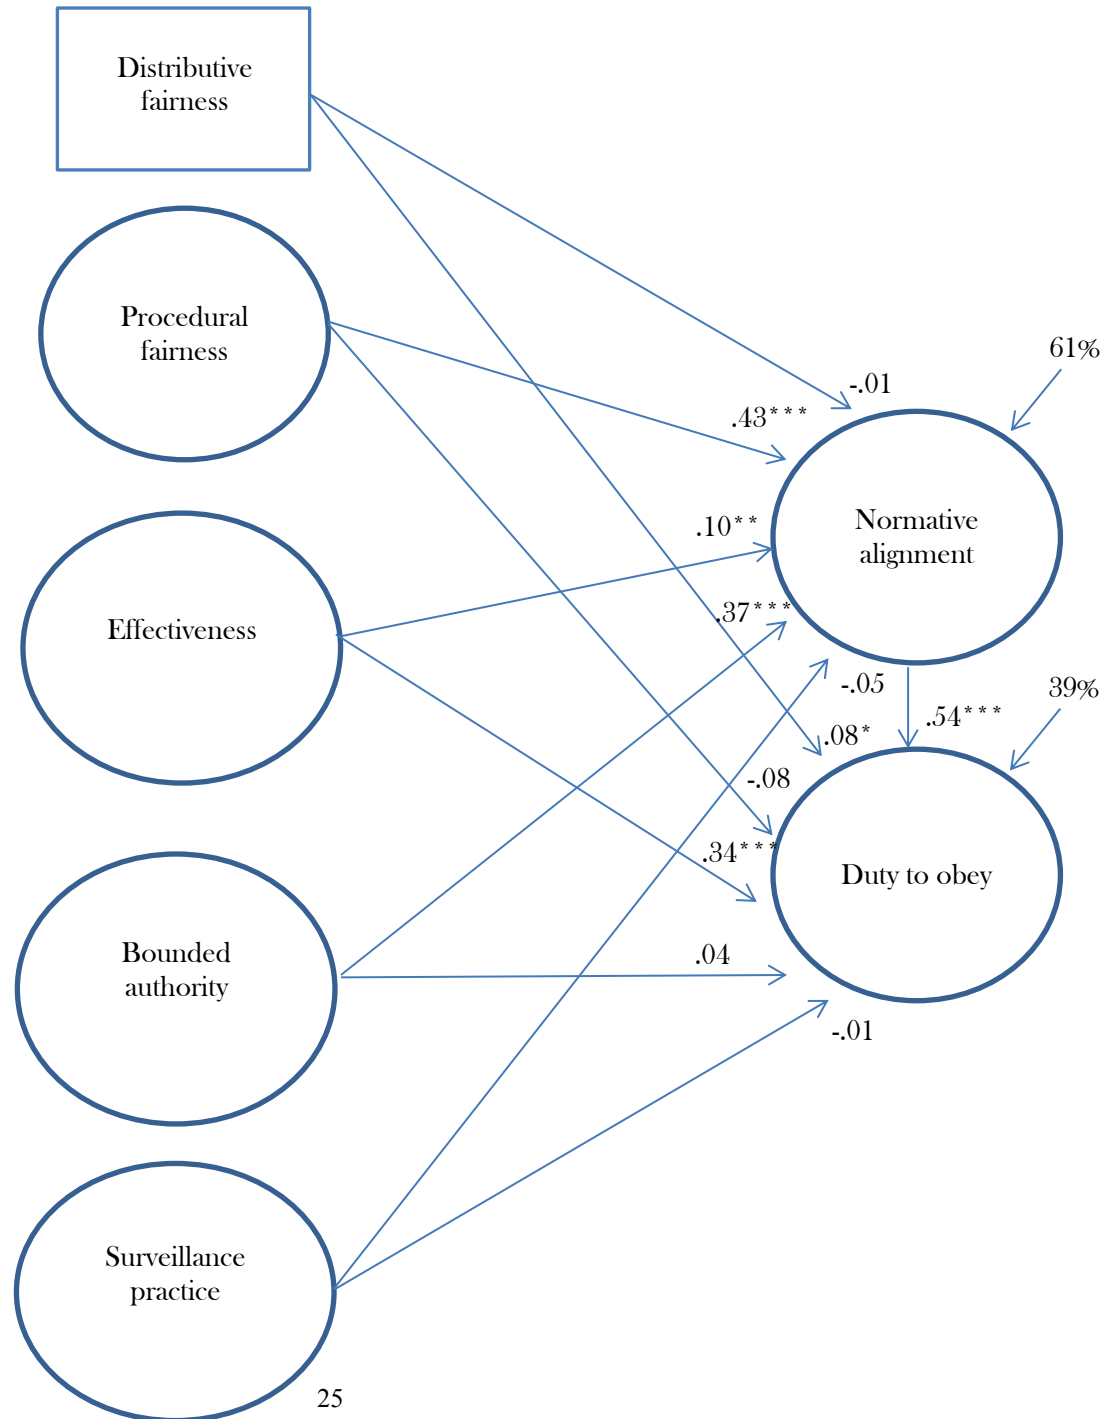 Distributive
fairness
Procedural
fairness
61%
-.01
.43***
Normative
alignment
.10**
Effectiveness
.37***
-.05
39%
.54***
.08*
-.08
.34***
Duty to obey
Bounded
authority
.04
-.01
Surveillance
practice
25